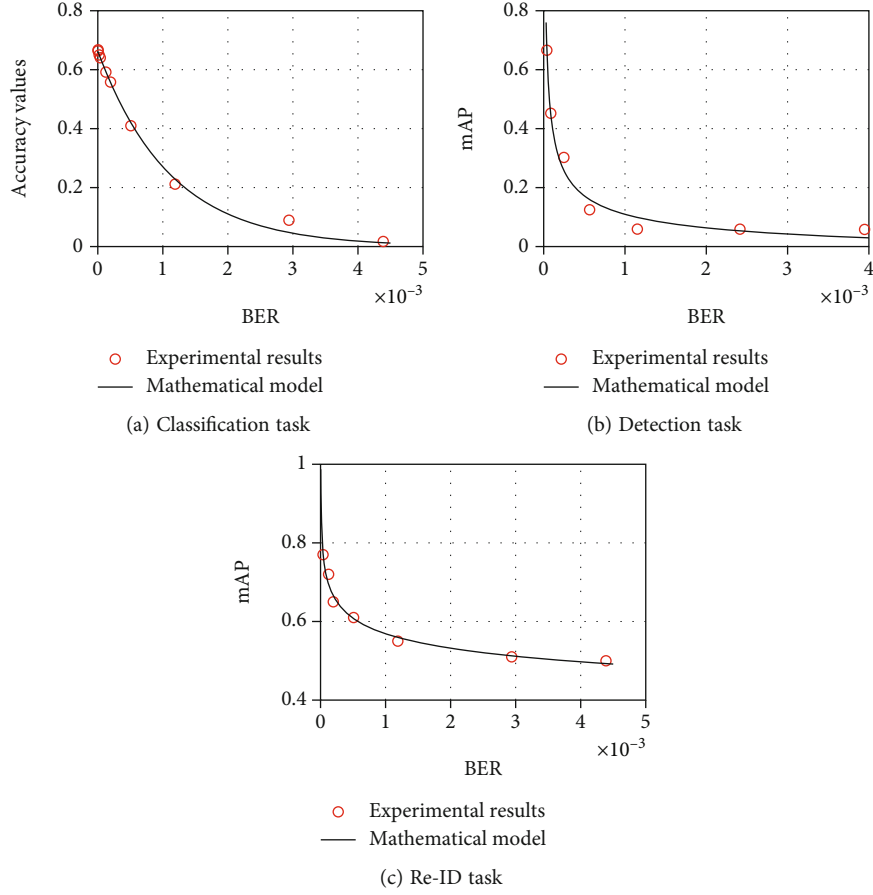 0.8
0.6
0.4
0.2
0
Accuracy values
0 1 2 3 4 5
×10–3
BER
Experimental results
Mathematical model
(a) Classification task
0.8
0.6
0.4
0.2
0
mAP
0 1 2 3 4
×10–3
BER
Experimental results
Mathematical model
(b) Detection task
1
0.8
0.6
0.4
mAP
0 1 2 3 4 5
×10–3
BER
Experimental results
Mathematical model
(c) Re-ID task